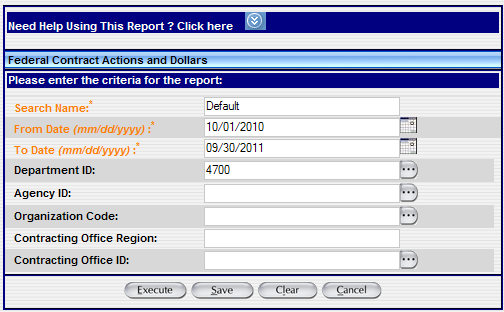 Need Help Using This Report ? Click here
Federal Contract Actions and Dollars
Please enter the criteria for the report:
Search Name:* Default
From Date (mm/dd/yyyy) :* 10/01/2010
To Date (mm/dd/yyyy) :* 09/30/2011
Department ID: 4700
Agency ID:
Organization Code:
Contracting Office Region:
Contracting Office ID:
Execute Save Clear Cancel